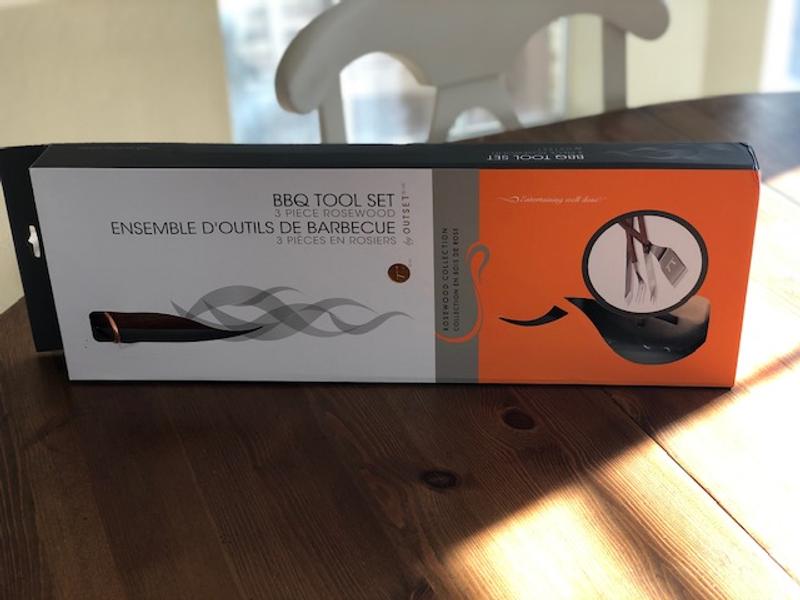 BBQ TOOL SET
BBQ TOOL SET
3 PIECE ROSEWOOD
ENSEMBLE D'OUTILS DE BARBECUE
3 PIÈCES EN ROSIERS
by OUTSET
ROSEWOOD COLLECTION
COLLECTION EN BOIS DE ROSE
Entertaining well done!